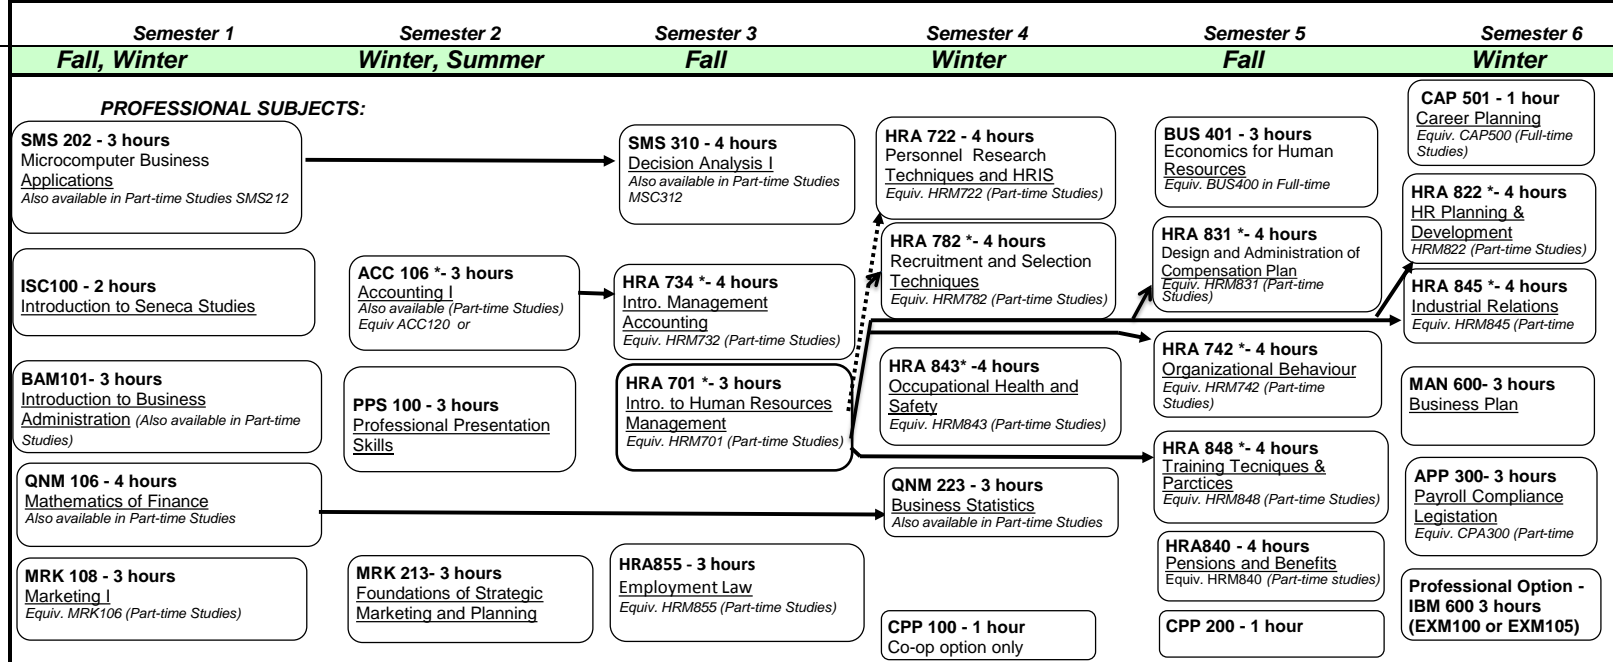 Semester 1
Semester 2
Semester 3
Semester 4
Semester 5
Semester 6
Fall, Winter
Winter, Summer
Fall
Winter
Fall
Winter
PROFESSIONAL SUBJECTS:
SMS 202 - 3 hours
Microcomputer Business
Applications
Also available in Part-time Studies SMS212
ISC100 - 2 hours
Introduction to Seneca Studies
BAM101- 3 hours
Introduction to Business
Administration (Also available in Part-time
Studies)
QNM 106 - 4 hours
Mathematics of Finance
Also available in Part-time Studies
MRK 108 - 3 hours
Marketing I
Equiv. MRK106 (Part-time Studies)
ACC 106 *- 3 hours
Accounting I
Also available (Part-time Studies)
Equiv ACC120 or
PPS 100 - 3 hours
Professional Presentation
Skills
MRK 213- 3 hours
Foundations of Strategic
Marketing and Planning
SMS 310 - 4 hours
Decision Analysis I
Also available in Part-time Studies
MSC312
HRA 734 *- 4 hours
Intro. Management
Accounting
Equiv. HRM732 (Part-time Studies)
HRA 701 *- 3 hours
Intro. to Human Resources
Management
Equiv. HRM701 (Part-time Studies)
HRA855 - 3 hours
Employment Law
Equiv. HRM855 (Part-time Studies)
HRA 722 - 4 hours
Personnel Research
Techniques and HRIS
Equiv. HRM722 (Part-time Studies)
HRA 782 *- 4 hours
Recruitment and Selection
Techniques
Equiv. HRM782 (Part-time Studies)
HRA 843* -4 hours
Occupational Health and
Safety
Equiv. HRM843 (Part-time Studies)
QNM 223 - 3 hours
Business Statistics
Also available in Part-time Studies
CPP 100 - 1 hour
Co-op option only
BUS 401 - 3 hours
Economics for Human
Resources
Equiv. BUS400 in Full-time
HRA 831 *- 4 hours
Design and Administration of
Compensation Plan
Equiv. HRM831 (Part-time
Studies)
HRA 742 *- 4 hours
Organizational Behaviour
Equiv. HRM742 (Part-time
Studies)
HRA 848 *- 4 hours
Training Tecniques &
Parctices
Equiv. HRM848 (Part-time Studies)
HRA840 - 4 hours
Pensions and Benefits
Equiv. HRM840 (Part-time studies)
CPP 200 - 1 hour
CAP 501 - 1 hour
Career Planning
Equiv. CAP500 (Full-time
Studies)
HRA 822 *- 4 hours
HR Planning &
Development
HRM822 (Part-time Studies)
HRA 845 *- 4 hours
Industrial Relations
Equiv. HRM845 (Part-time
MAN 600- 3 hours
Business Plan
APP 300- 3 hours
Payroll Compliance
Legistation
Equiv. CPA300 (Part-time
Professional Option -
IBM 600 3 hours
(EXM100 or EXM105)